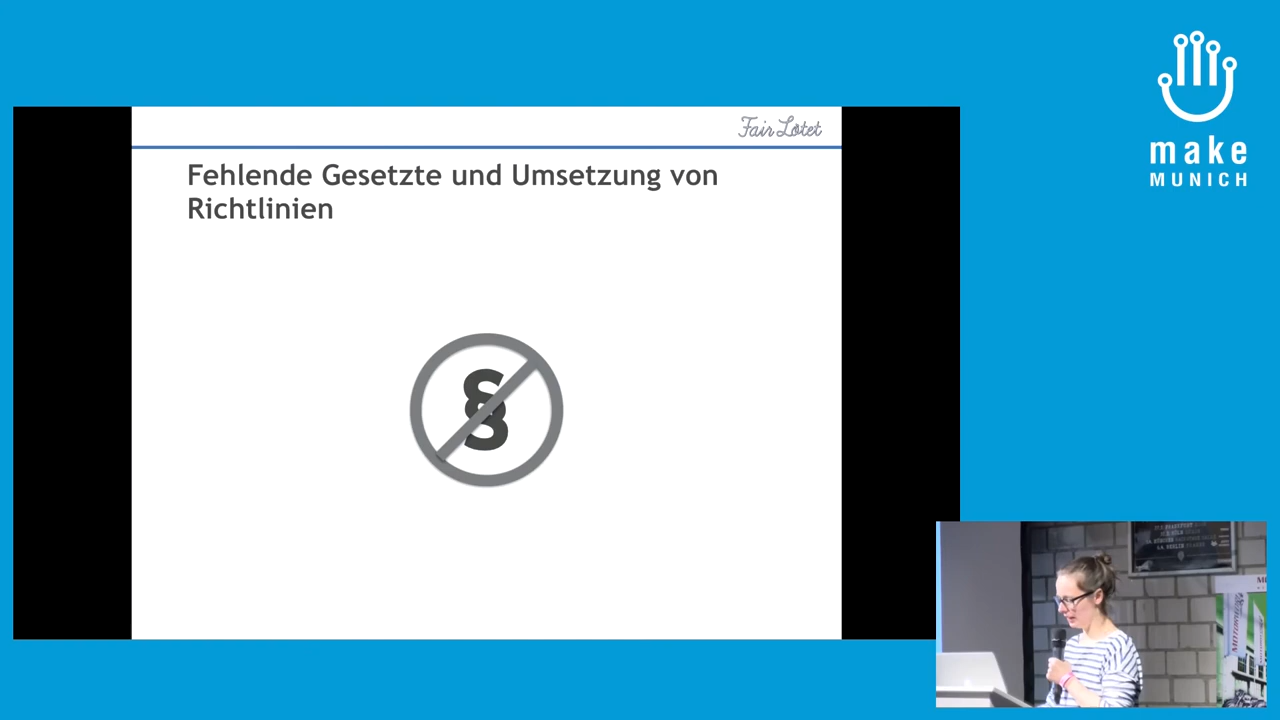 make
MUNICH
Fair Lötet
Fehlende Gesetzte und Umsetzung von
Richtlinien
§